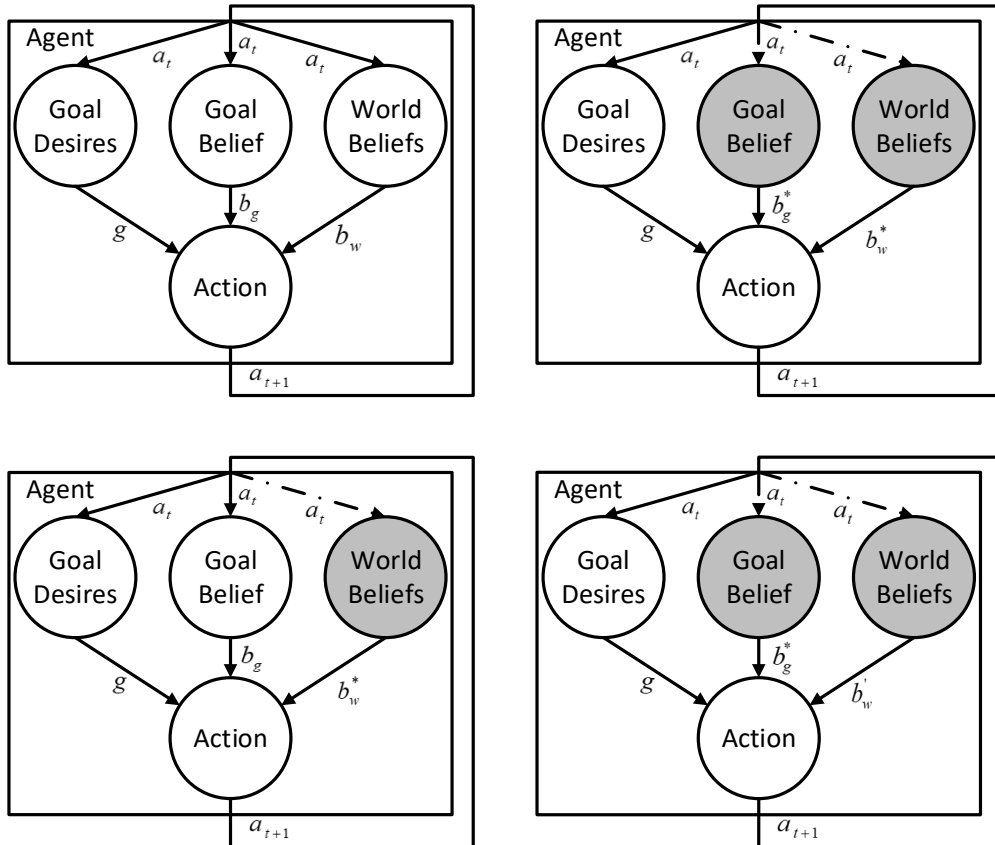 Agent
a_t
a_t
a_t
Goal
Desires
Goal
Belief
World
Beliefs
g
b_g
b_w
Action
a_{t+1}
Agent
a_t
a_t
a_t
Goal
Desires
Goal
Belief
World
Beliefs
g
b_g^*
b_w^*
Action
a_{t+1}
Agent
a_t
a_t
a_t
Goal
Desires
Goal
Belief
World
Beliefs
g
b_g
b_w^*
Action
a_{t+1}
Agent
a_t
a_t
a_t
Goal
Desires
Goal
Belief
World
Beliefs
g
b_g^*
b_w^'
Action
a_{t+1}